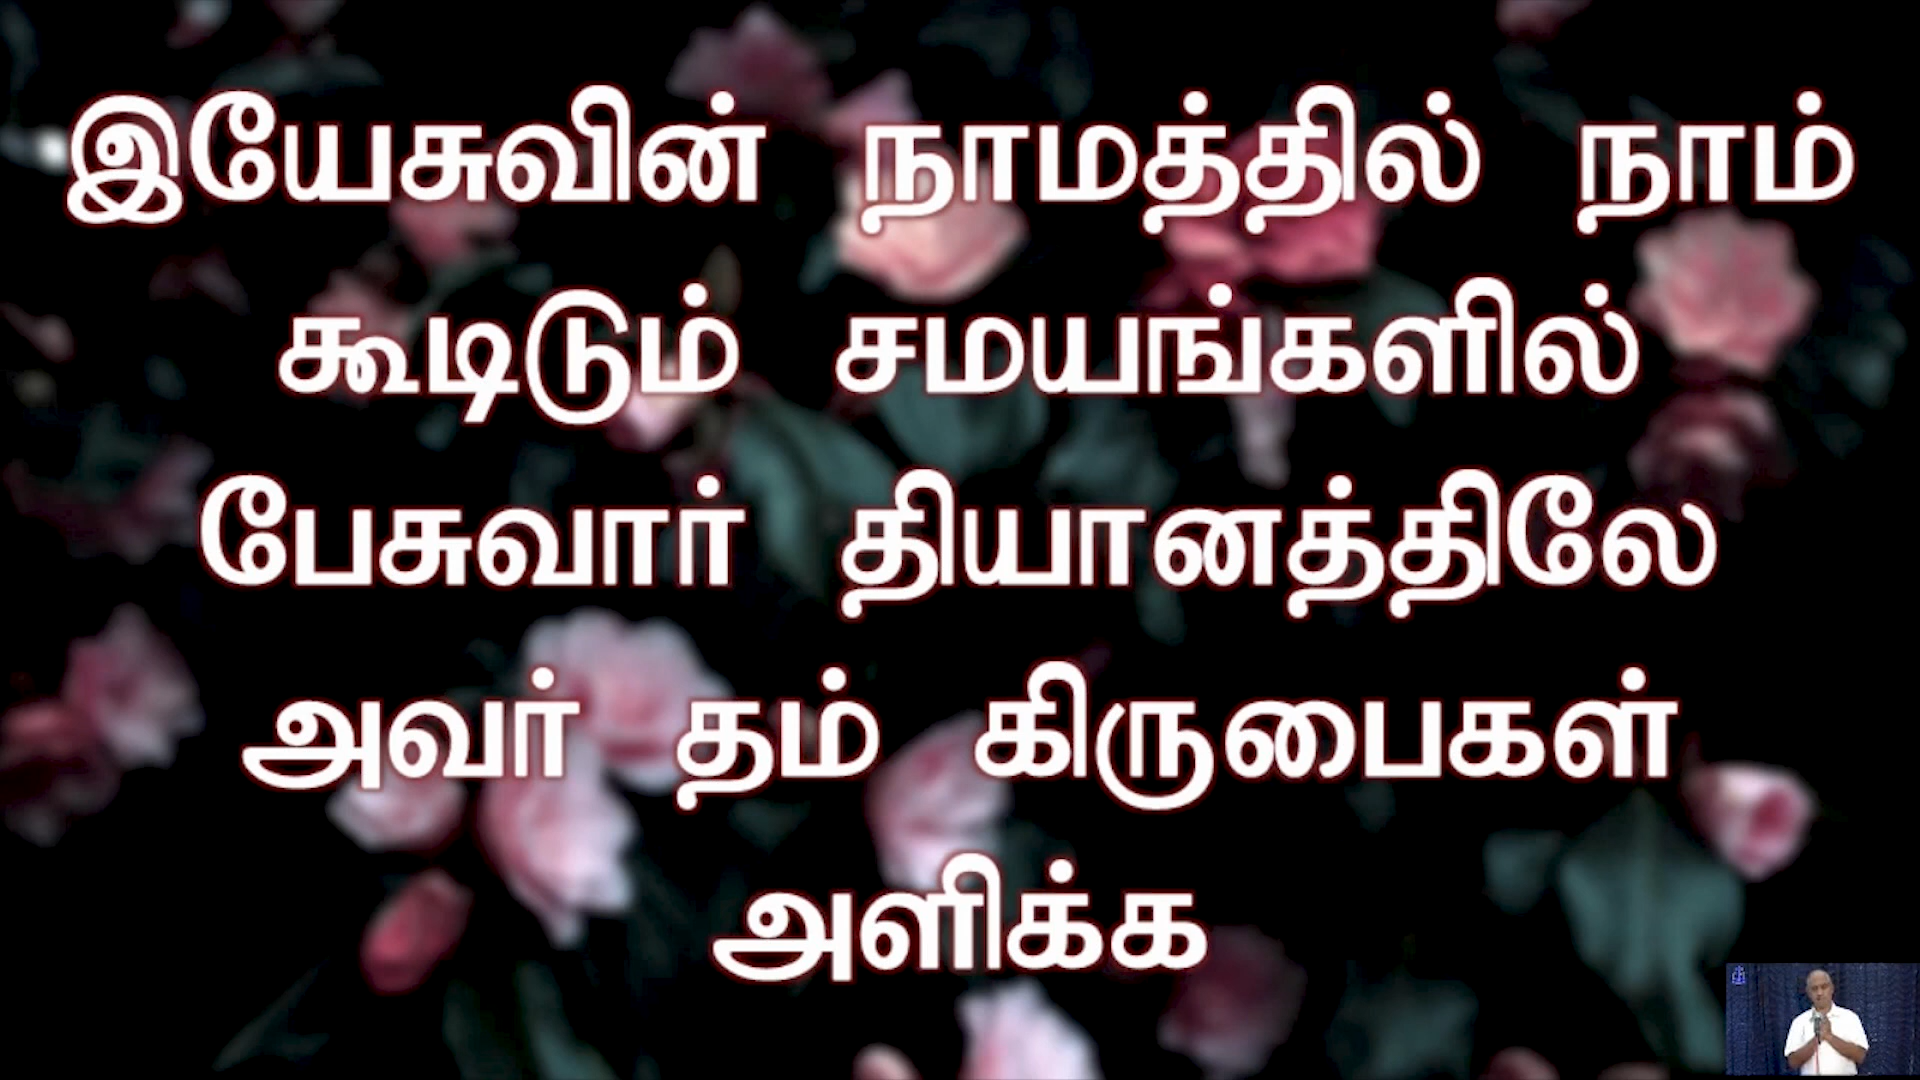 இயேசுவின் நாமத்தில் நாம்
கூடிடும் சமயங்களில்
பேசுவார் தியானத்திலே
அவர் தம் கிருபைகள்
அளிக்க